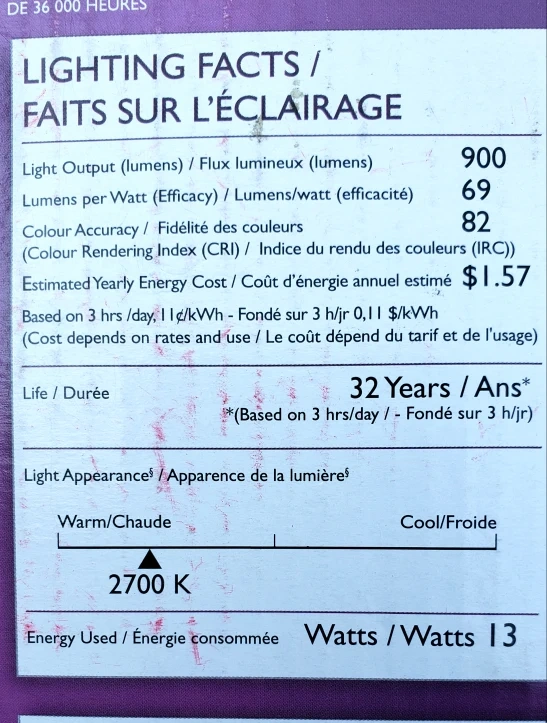 DE 36 000 HEURES
LIGHTING FACTS /
FAITS SUR L'ÉCLAIRAGE
Light Output (lumens) / Flux lumineux (lumens) 900
Lumens per Watt (Efficacy) / Lumens/watt (efficacité) 69
Colour Accuracy / Fidélité des couleurs 82
(Colour Rendering Index (CRI) / Indice du rendu des couleurs (IRC))
Estimated Yearly Energy Cost / Coût d'énergie annuel estimé $1.57
Based on 3 hrs /day, 11¢/kWh - Fondé sur 3 h/jr 0,11 $/kWh
(Cost depends on rates and use / Le coût dépend du tarif et de l'usage)
Life / Durée 32 Years / Ans*
*(Based on 3 hrs/day / - Fondé sur 3 h/jr)
Light Appearance§ / Apparence de la lumière§
Warm/Chaude Cool/Froide
2700 K
Energy Used / Énergie consommée Watts / Watts 13